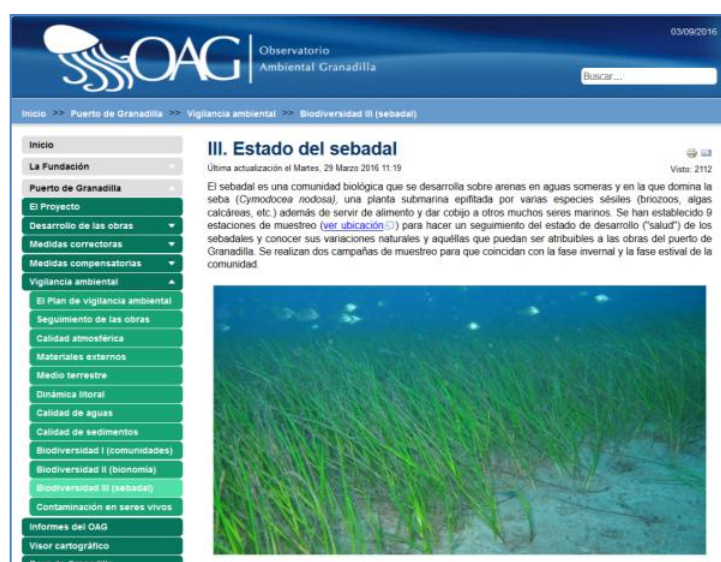 03/09/2016
OAG
Observatorio
Ambiental Granadilla
Buscar...
Inicio >> Puerto de Granadilla >> Vigilancia ambiental >> Biodiversidad III (sebadal)
Inicio
La Fundación
Puerto de Granadilla
El Proyecto
Desarrollo de las obras
Medidas correctoras
Medidas compensatorias
Vigilancia ambiental
El Plan de vigilancia ambiental
Seguimiento de las obras
Calidad atmosférica
Materiales externos
Medio terrestre
Dinámica litoral
Calidad de aguas
Calidad de sedimentos
Biodiversidad I (comunidades)
Biodiversidad II (bionomía)
Biodiversidad III (sebadal)
Contaminación en seres vivos
Informes del OAG
Visor cartográfico
III. Estado del sebadal
Última actualización el Martes, 29 Marzo 2016 11:19
Visto: 2112
El sebadal es una comunidad biológica que se desarrolla sobre arenas en aguas someras y en la que domina la
seba (Cymodocea nodosa), una planta submarina epifitada por varias especies sésiles (briozoos, algas
calcáreas, etc.) además de servir de alimento y dar cobijo a otros muchos seres marinos. Se han establecido 9
estaciones de muestreo (ver ubicación) para hacer un seguimiento del estado de desarrollo ("salud") de los
sebadales y conocer sus variaciones naturales y aquéllas que puedan ser atribuibles a las obras del puerto de
Granadilla. Se realizan dos campañas de muestreo para que coincidan con la fase invernal y la fase estival de la
comunidad.